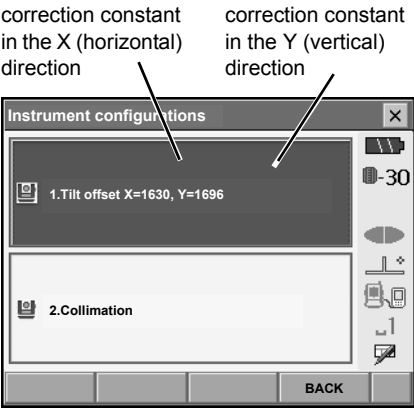 correction constant
in the X (horizontal)
direction
correction constant
in the Y (vertical)
direction
Instrument configurations
-30
1.Tilt offset X=1630, Y=1696
2.Collimation
1
BACK